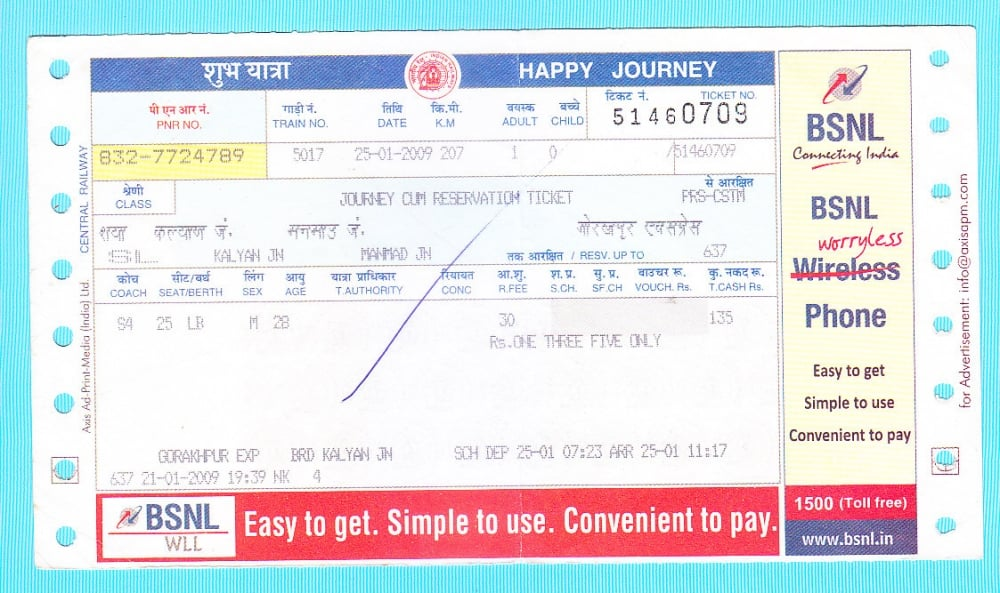 शुभ यात्रा HAPPY JOURNEY
पी एन आर नं. गाड़ी नं. तिथि कि.मी. वयस्क बच्चे टिकट नं. TICKET NO.
PNR NO. TRAIN NO. DATE K.M ADULT CHILD 51460709
832-7724789 5017 25-01-2009 207 1 0 /51460709
श्रेणी
CLASS
JOURNEY CUM RESERVATION TICKET
से आरक्षित
PRS-CSTM
कल्याण जं. मनमाड जं. गोरखपुर एक्सप्रेस
KALYAN JN MANMAD JN तक आरक्षित / RESV. UP TO 637
कोच सीट/बर्थ लिंग आयु यात्रा प्राधिकार रियायत आ.शु. श.प्र. सु.प्र. वाउचर रू. कु. नकद रू.
COACH SEAT/BERTH SEX AGE T.AUTHORITY CONC R.FEE S.CH. SF.CH VOUCH. Rs. T.CASH Rs.
S4 25 LB M 28 30 135
Rs.ONE THREE FIVE ONLY
GORAKHPUR EXP BRD KALYAN JN SCH DEP 25-01 07:23 ARR 25-01 11:17
637 21-01-2009 19:39 NK 4
BSNL
WLL
Easy to get. Simple to use. Convenient to pay.
CENTRAL RAILWAY
Axis Ad-Print-Media (India) Ltd.
BSNL
Connecting India
BSNL
worryless
Wireless
Phone
Easy to get
Simple to use
Convenient to pay
1500 (Toll free)
www.bsnl.in
for Advertisement: info@axisapm.com